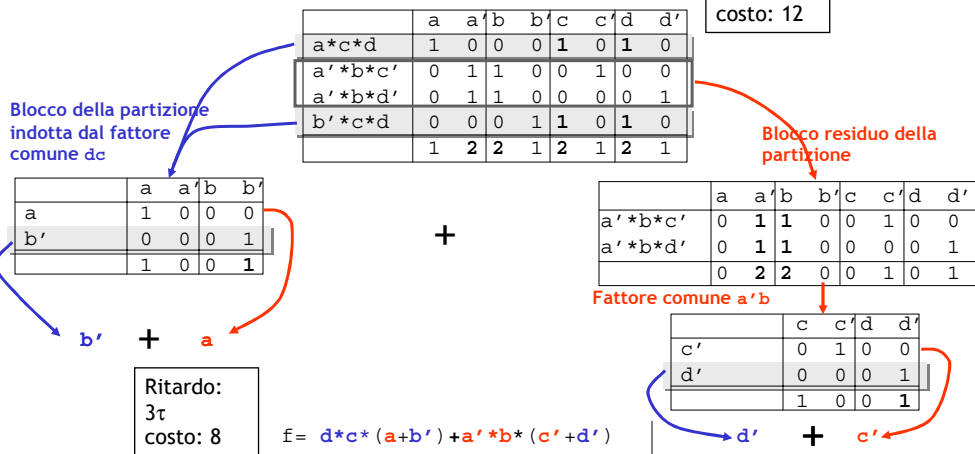 costo: 12
a a' b b' c c' d d'
a*c*d 1 0 0 0 1 0 1 0
a'*b*c' 0 1 1 0 0 1 0 0
a'*b*d' 0 1 1 0 0 0 0 1
b'*c*d 0 0 0 1 1 0 1 0
1 2 2 1 2 1 2 1
Blocco della partizione
indotta dal fattore
comune dc
Blocco residuo della
partizione
a a' b b'
a 1 0 0 0
b' 0 0 0 1
1 0 0 1
+
a a' b b' c c' d d'
a'*b*c' 0 1 1 0 0 1 0 0
a'*b*d' 0 1 1 0 0 0 0 1
0 2 2 0 0 1 0 1
Fattore comune a'b
b' + a
c c' d d'
c' 0 1 0 0
d' 0 0 0 1
1 0 0 1
Ritardo:
3τ
costo: 8
f= d*c*(a+b')+a'*b*(c'+d')
d' + c'